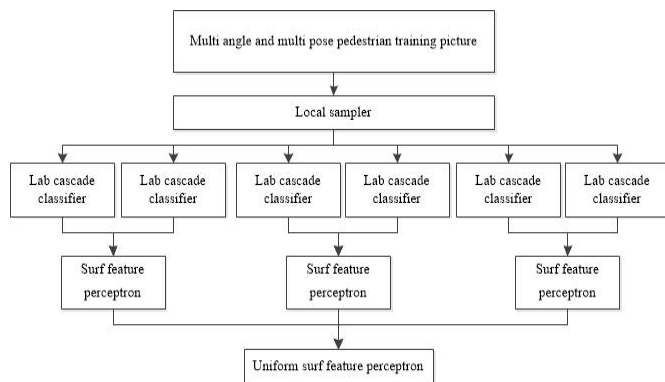 Multi angle and multi pose pedestrian training picture
Local sampler
Lab cascade
classifier
Lab cascade
classifier
Lab cascade
classifier
Lab cascade
classifier
Lab cascade
classifier
Lab cascade
classifier
Surf feature
perceptron
Surf feature
perceptron
Surf feature
perceptron
Uniform surf feature perceptron